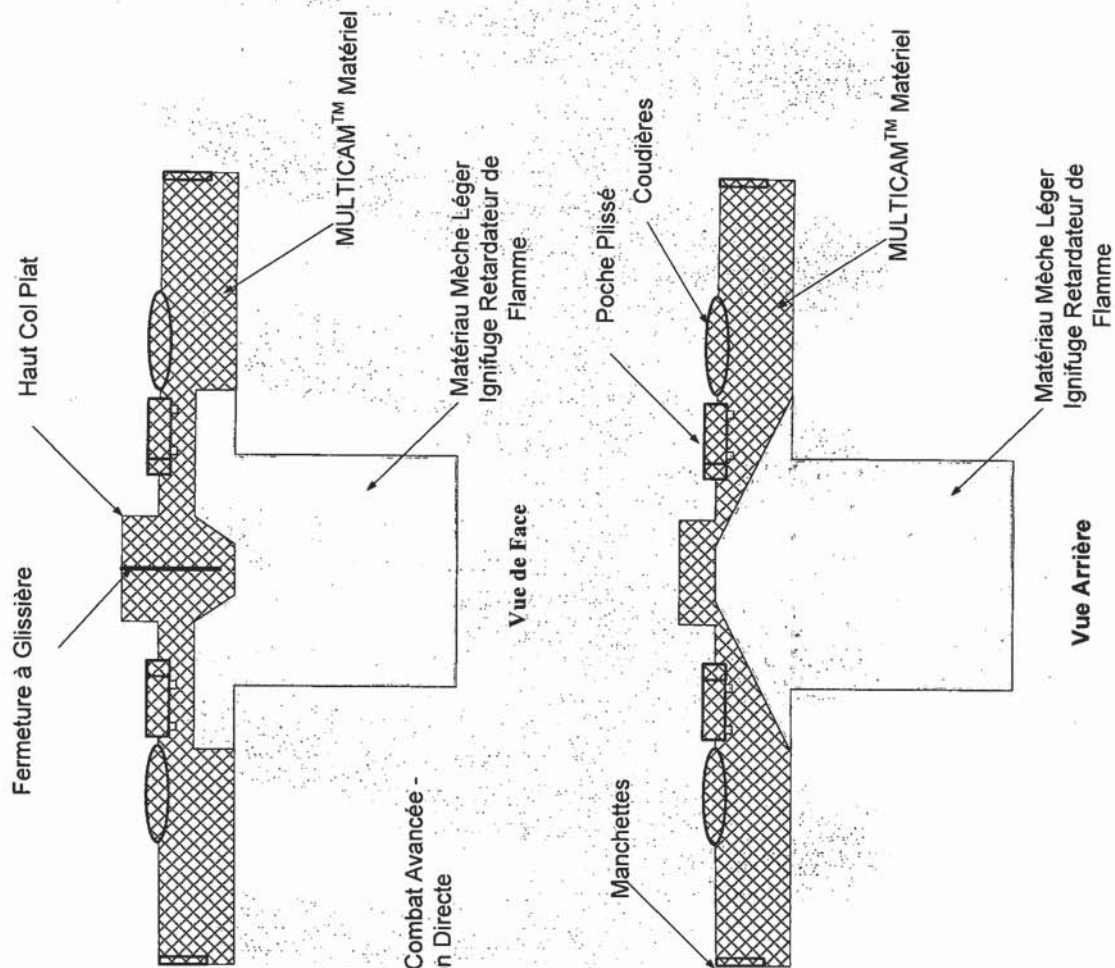 Fermeture à Glissière
Haut Col Plat
MULTICAM™ Matériel
Matériau Mèche Léger
Ignifuge Retardateur de
Flamme
Vue de Face
Combat Avancée -
n Directe
Manchettes
Poche Plissé
Coudières
MULTICAM™ Matériel
Matériau Mèche Léger
Ignifuge Retardateur de
Flamme
Vue Arrière